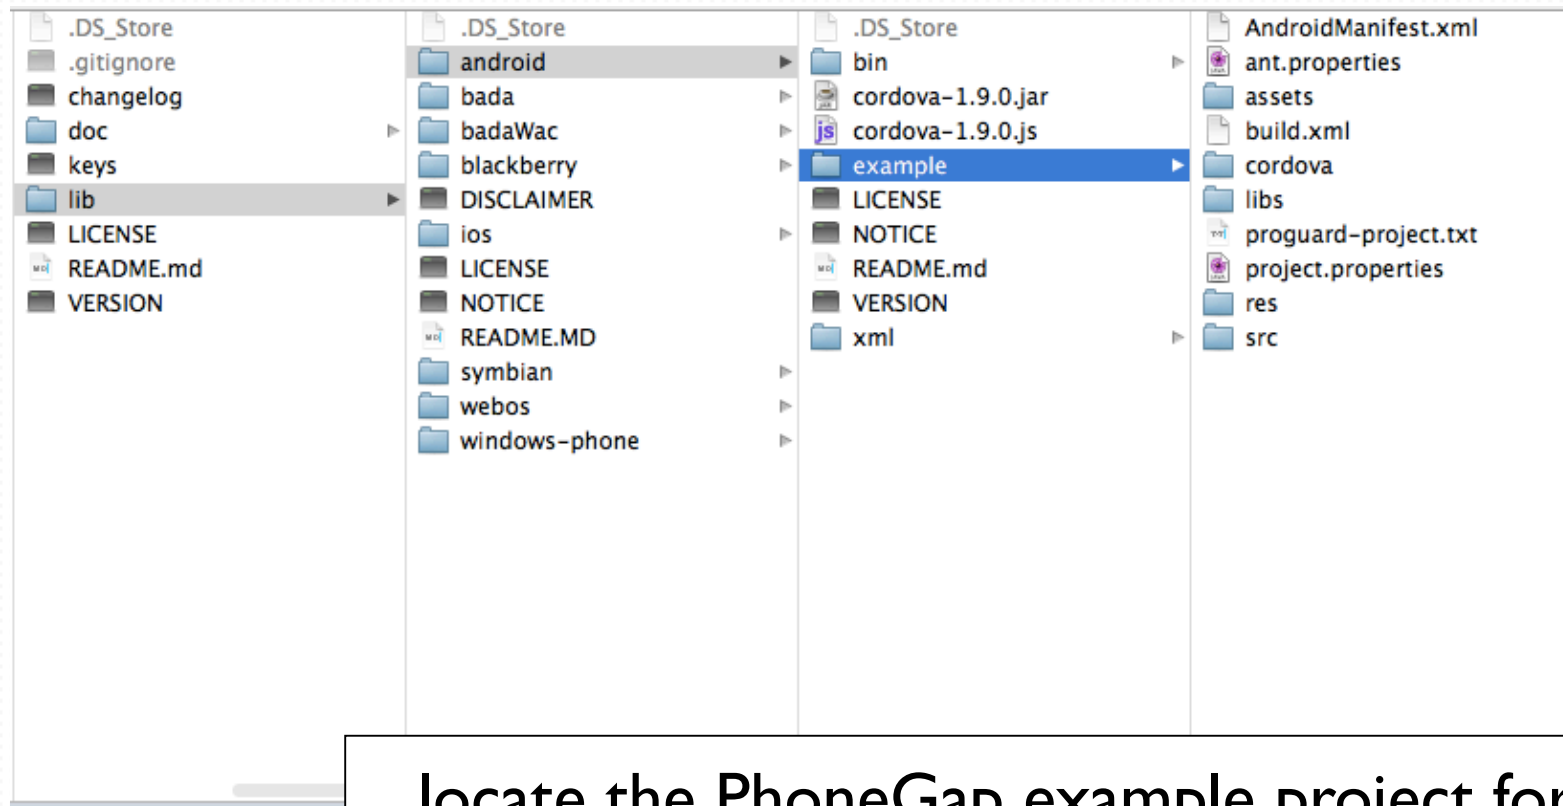 .DS_Store
.gitignore
changelog
doc
keys
lib
LICENSE
README.md
VERSION
.DS_Store
android
bada
badaWac
blackberry
DISCLAIMER
ios
LICENSE
NOTICE
README.MD
symbian
webos
windows-phone
.DS_Store
bin
cordova-1.9.0.jar
cordova-1.9.0.js
example
LICENSE
NOTICE
README.md
VERSION
xml
AndroidManifest.xml
ant.properties
assets
build.xml
cordova
libs
proguard-project.txt
project.properties
res
src
locate the PhoneGap example project for